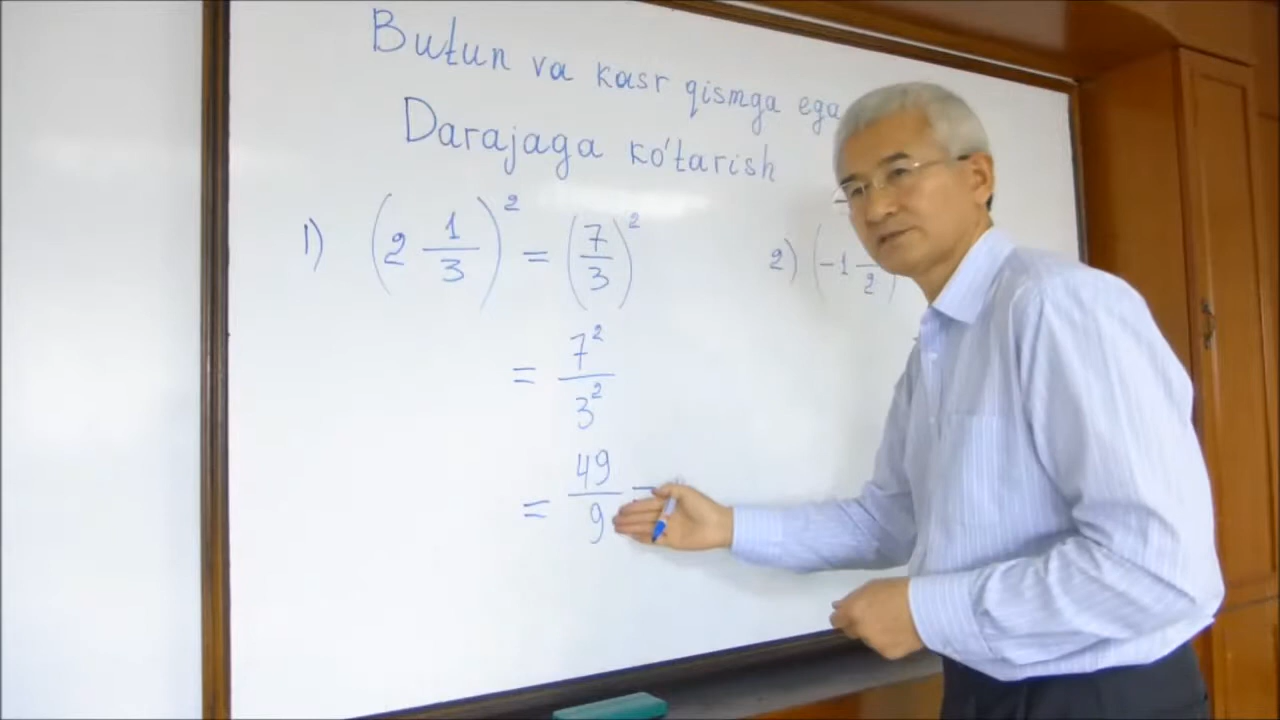 Butun va kasr qismga ega
Darajaga ko'tarish
1) (2 1/3)² = (7/3)²
= 7²/3²
= 49/9 =
2) (-1 /2)